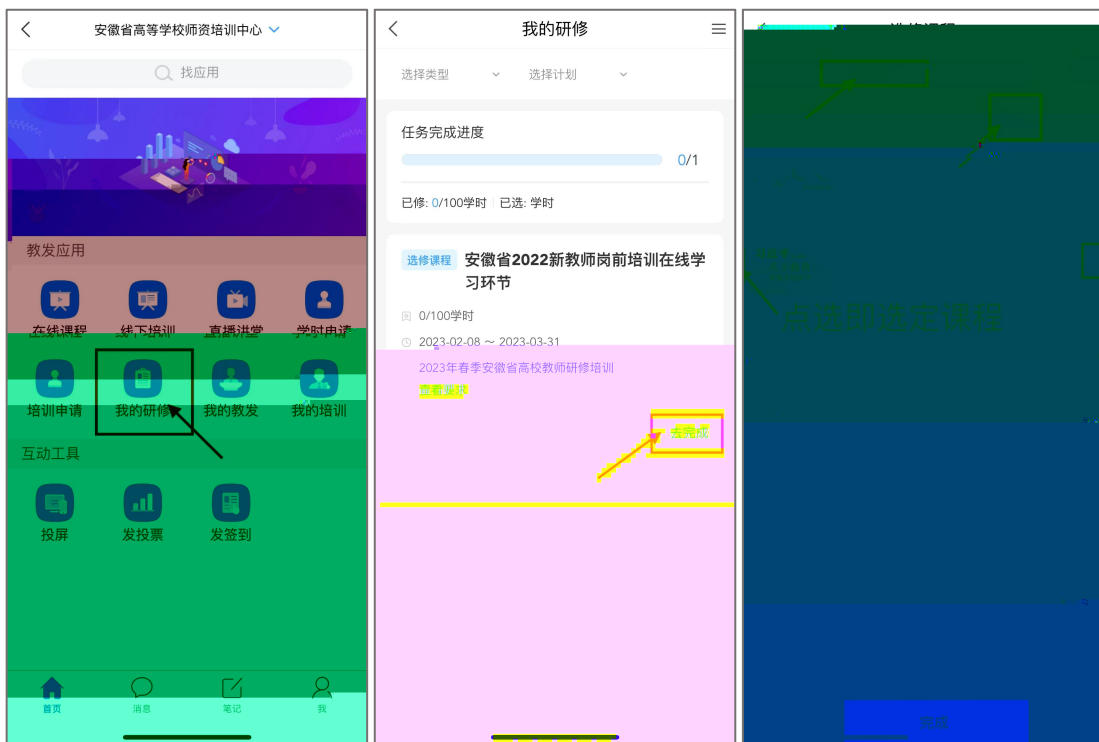 安徽省高等学校师资培训中心
找应用
教发应用
在线课程 线下培训 直播讲堂 学时申请
培训申请 我的研修 我的教发 我的培训
互动工具
投屏 发投票 发签到
首页 消息 笔记 我
我的研修
选择类型 选择计划
任务完成进度
0/1
已修: 0/100学时 已选: 学时
选修课程 安徽省2022新教师岗前培训在线学
习环节
0/100学时
2023-02-08 ~ 2023-03-31
2023年春季安徽省高校教师研修培训
查看要求
去完成
选修课程
点选即选定课程